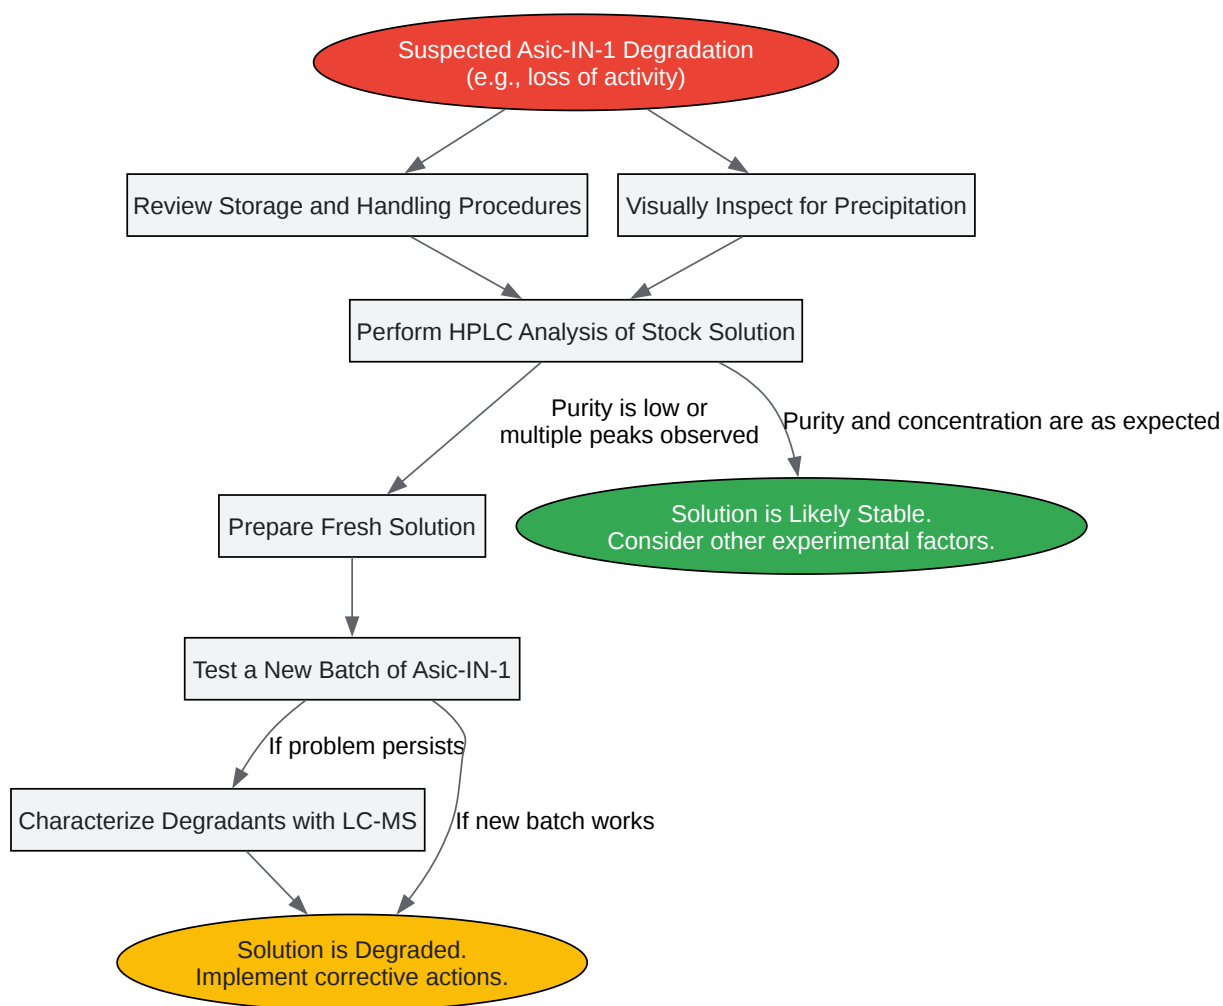 Suspected Asic-IN-1 Degradation
(e.g., loss of activity)
Review Storage and Handling Procedures
Visually Inspect for Precipitation
Perform HPLC Analysis of Stock Solution
Purity is low or
multiple peaks observed
Purity and concentration are as expected
Prepare Fresh Solution
Solution is Likely Stable.
Consider other experimental factors.
Test a New Batch of Asic-IN-1
If problem persists
Characterize Degradants with LC-MS
If new batch works
Solution is Degraded.
Implement corrective actions.